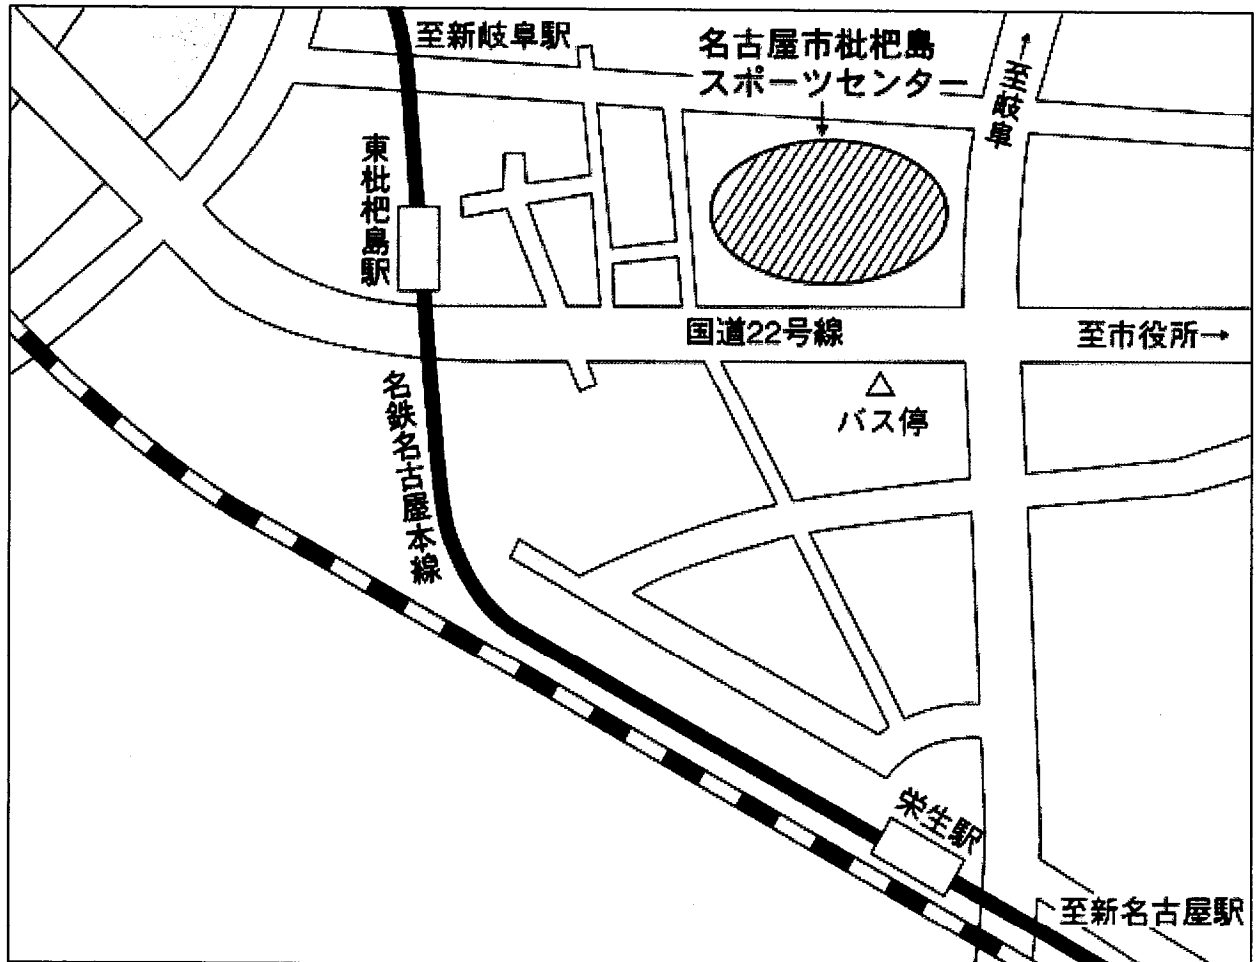 至新岐阜駅
名古屋市枇杷島
スポーツセンター
↑至岐阜
東枇杷島駅
国道22号線
至市役所→
バス停
名鉄名古屋本線
栄生駅
至新名古屋駅